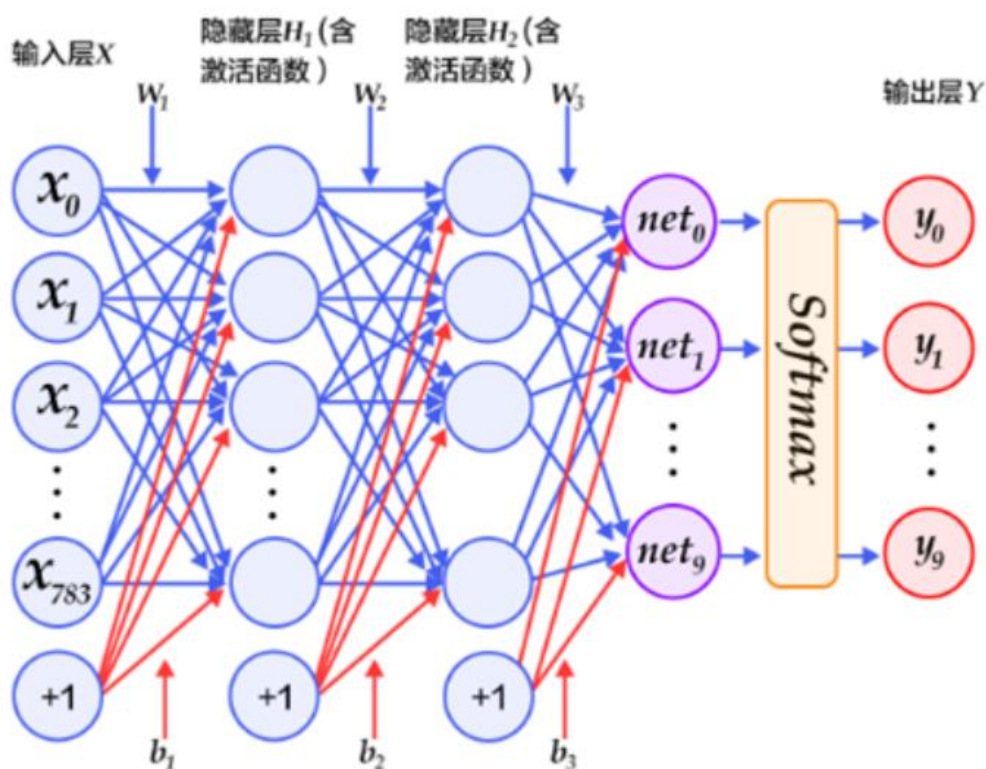 输入层X
隐藏层H₁(含
激活函数)
隐藏层H₂(含
激活函数)
输出层Y
W₁
W₂
W₃
x₀
x₁
x₂
⋮
x₇₈₃
+1
⋮
+1
+1
net₀
net₁
⋮
net₉
Softmax
y₀
y₁
⋮
y₉
b₁
b₂
b₃